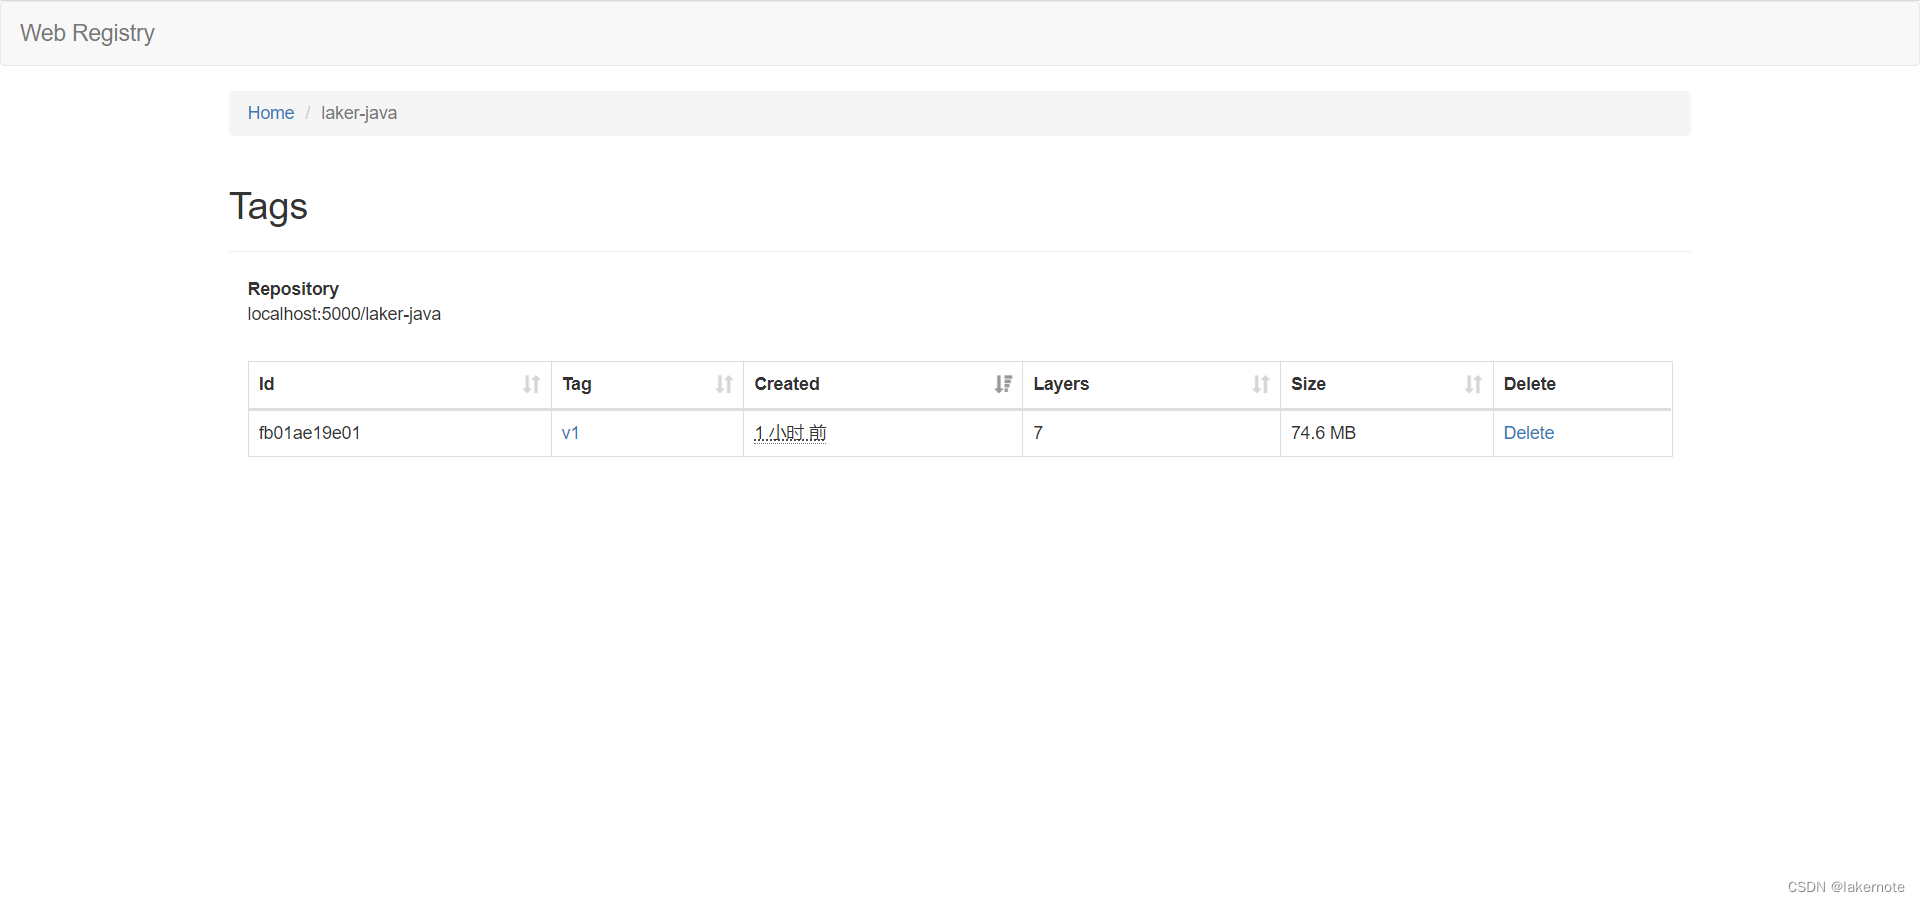 Web Registry
Home / laker-java
Tags
Repository
localhost:5000/laker-java
Id Tag Created Layers Size Delete
fb01ae19e01 v1 1 小时 前 7 74.6 MB Delete
CSDN @lakernote